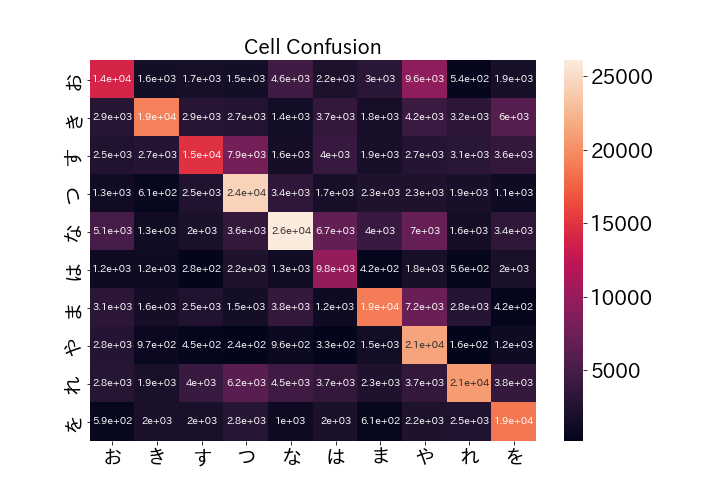 Cell Confusion
お 1.4e+04 1.6e+03 1.7e+03 1.5e+03 4.6e+03 2.2e+03 3e+03 9.6e+03 5.4e+02 1.9e+03
き 2.9e+03 1.9e+04 2.9e+03 2.7e+03 1.4e+03 3.7e+03 1.8e+03 4.2e+03 3.2e+03 6e+03
す 2.5e+03 2.7e+03 1.5e+04 7.9e+03 1.6e+03 4e+03 1.9e+03 2.7e+03 3.1e+03 3.6e+03
つ 1.3e+03 6.1e+02 2.5e+03 2.4e+04 3.4e+03 1.7e+03 2.3e+03 2.3e+03 1.9e+03 1.1e+03
な 5.1e+03 1.3e+03 2e+03 3.6e+03 2.6e+04 6.7e+03 4e+03 7e+03 1.6e+03 3.4e+03
は 1.2e+03 1.2e+03 2.8e+02 2.2e+03 1.3e+03 9.8e+03 4.2e+02 1.8e+03 5.6e+02 2e+03
ま 3.1e+03 1.6e+03 2.5e+03 1.5e+03 3.8e+03 1.2e+03 1.9e+04 7.2e+03 2.8e+03 4.2e+02
や 2.8e+03 9.7e+02 4.5e+02 2.4e+02 9.6e+02 3.3e+02 1.5e+03 2.1e+04 1.6e+02 1.2e+03
れ 2.8e+03 1.9e+03 4e+03 6.2e+03 4.5e+03 3.7e+03 2.3e+03 3.7e+03 2.1e+04 3.8e+03
を 5.9e+02 2e+03 2e+03 2.8e+03 1e+03 2e+03 6.1e+02 2.2e+03 2.5e+03 1.9e+04
お き す つ な は ま や れ を
25000
20000
15000
10000
5000